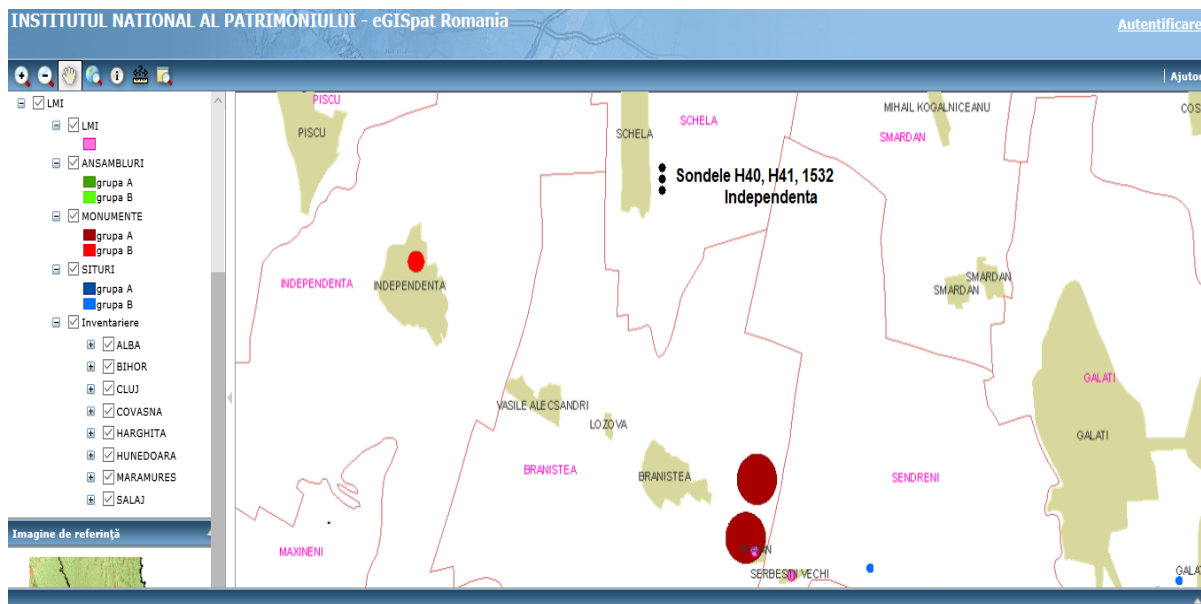 INSTITUTUL NATIONAL AL PATRIMONIULUI - eGISpat Romania
Autentificare
Ajutor
LMI
LMI
ANSAMBLURI
grupa A
grupa B
MONUMENTE
grupa A
grupa B
SITURI
grupa A
grupa B
Inventariere
ALBA
BIHOR
CLUJ
COVASNA
HARGHITA
HUNEDOARA
MARAMURES
SALAJ
Imagine de referință
PISCU
PISCU
SCHELA
SCHELA
MIHAIL KOGALNICEANU
SMARDAN
COS
Sondele H40, H41, 1532
Independenta
INDEPENDENTA
INDEPENDENTA
SMARDAN
SMARDAN
GALATI
VASILE ALECSANDRI
LOZOVA
GALATI
BRANISTEA
BRANISTEA
SENDRENI
MAXINENI
SERBESTII VECHI
GALA